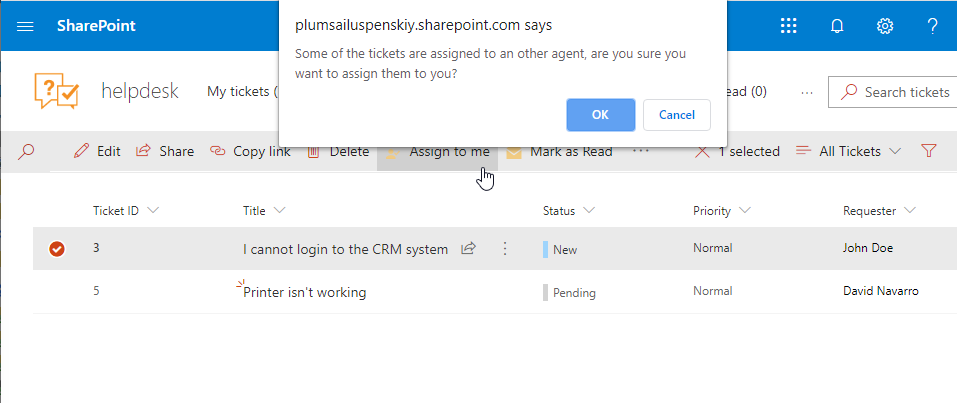 SharePoint
plumsailuspenskiy.sharepoint.com says
Some of the tickets are assigned to an other agent, are you sure you
want to assign them to you?
OK Cancel
helpdesk My tickets ( ead (0) ... Search tickets
Edit Share Copy link Delete Assign to me Mark as Read ... 1 selected All Tickets
Ticket ID Title Status Priority Requester
3 I cannot login to the CRM system New Normal John Doe
5 Printer isn't working Pending Normal David Navarro